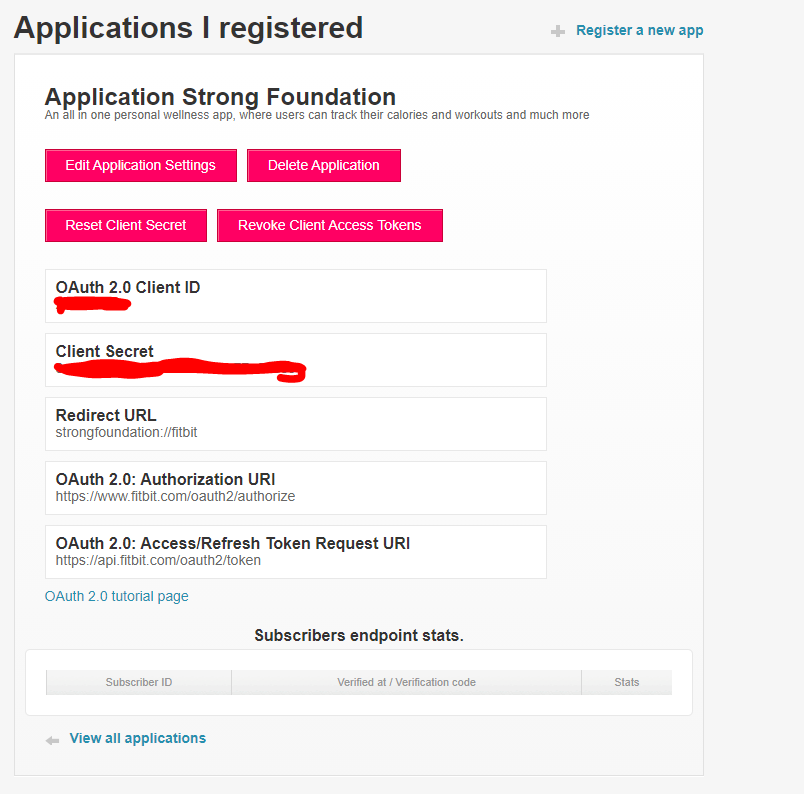 Applications I registered
Register a new app
Application Strong Foundation
An all in one personal wellness app, where users can track their calories and workouts and much more
Edit Application Settings
Delete Application
Reset Client Secret
Revoke Client Access Tokens
OAuth 2.0 Client ID
Client Secret
Redirect URL
strongfoundation://fitbit
OAuth 2.0: Authorization URI
https://www.fitbit.com/oauth2/authorize
OAuth 2.0: Access/Refresh Token Request URI
https://api.fitbit.com/oauth2/token
OAuth 2.0 tutorial page
Subscribers endpoint stats.
Subscriber ID
Verified at / Verification code
Stats
View all applications